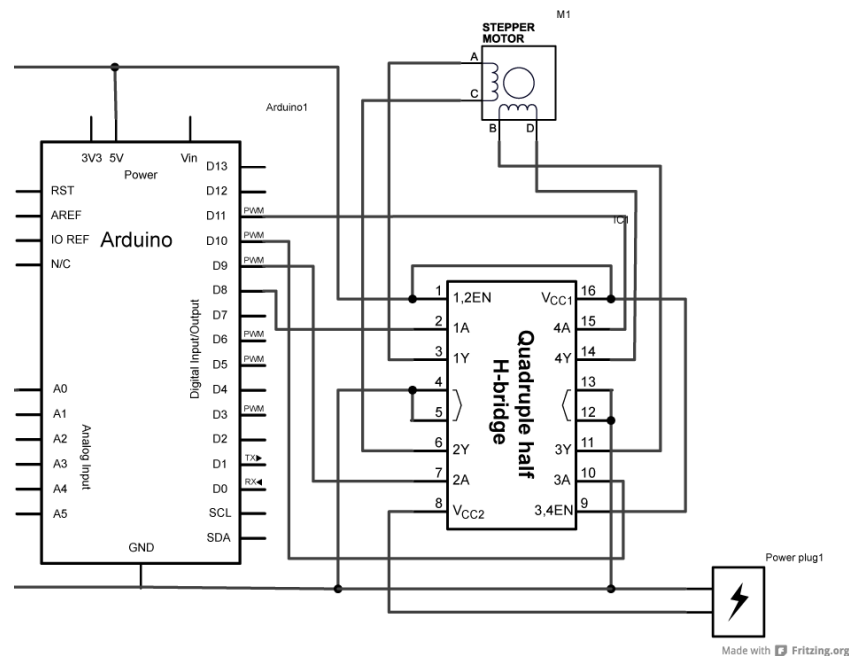 M1
STEPPER
MOTOR
A
C
B D
Arduino1
3V3 5V Vin
Power
D13
RST D12
AREF Arduino D11 PWM
IO REF D10 PWM
N/C D9 PWM
D8
D7
D6 PWM
D5 PWM
A0 D4
A1 D3 PWM
A2 D2
A3 D1 TX▶
A4 D0 RX◀
A5 SCL
SDA
Digital Input/Output
Analog Input
GND
IC1
1 1,2EN VCC1 16
2 1A 4A 15
3 1Y 4Y 14
4 13
5 12
6 2Y 3Y 11
7 2A 3A 10
8 VCC2 3,4EN 9
Quadruple half
H-bridge
Power plug1
Made with Fritzing.org